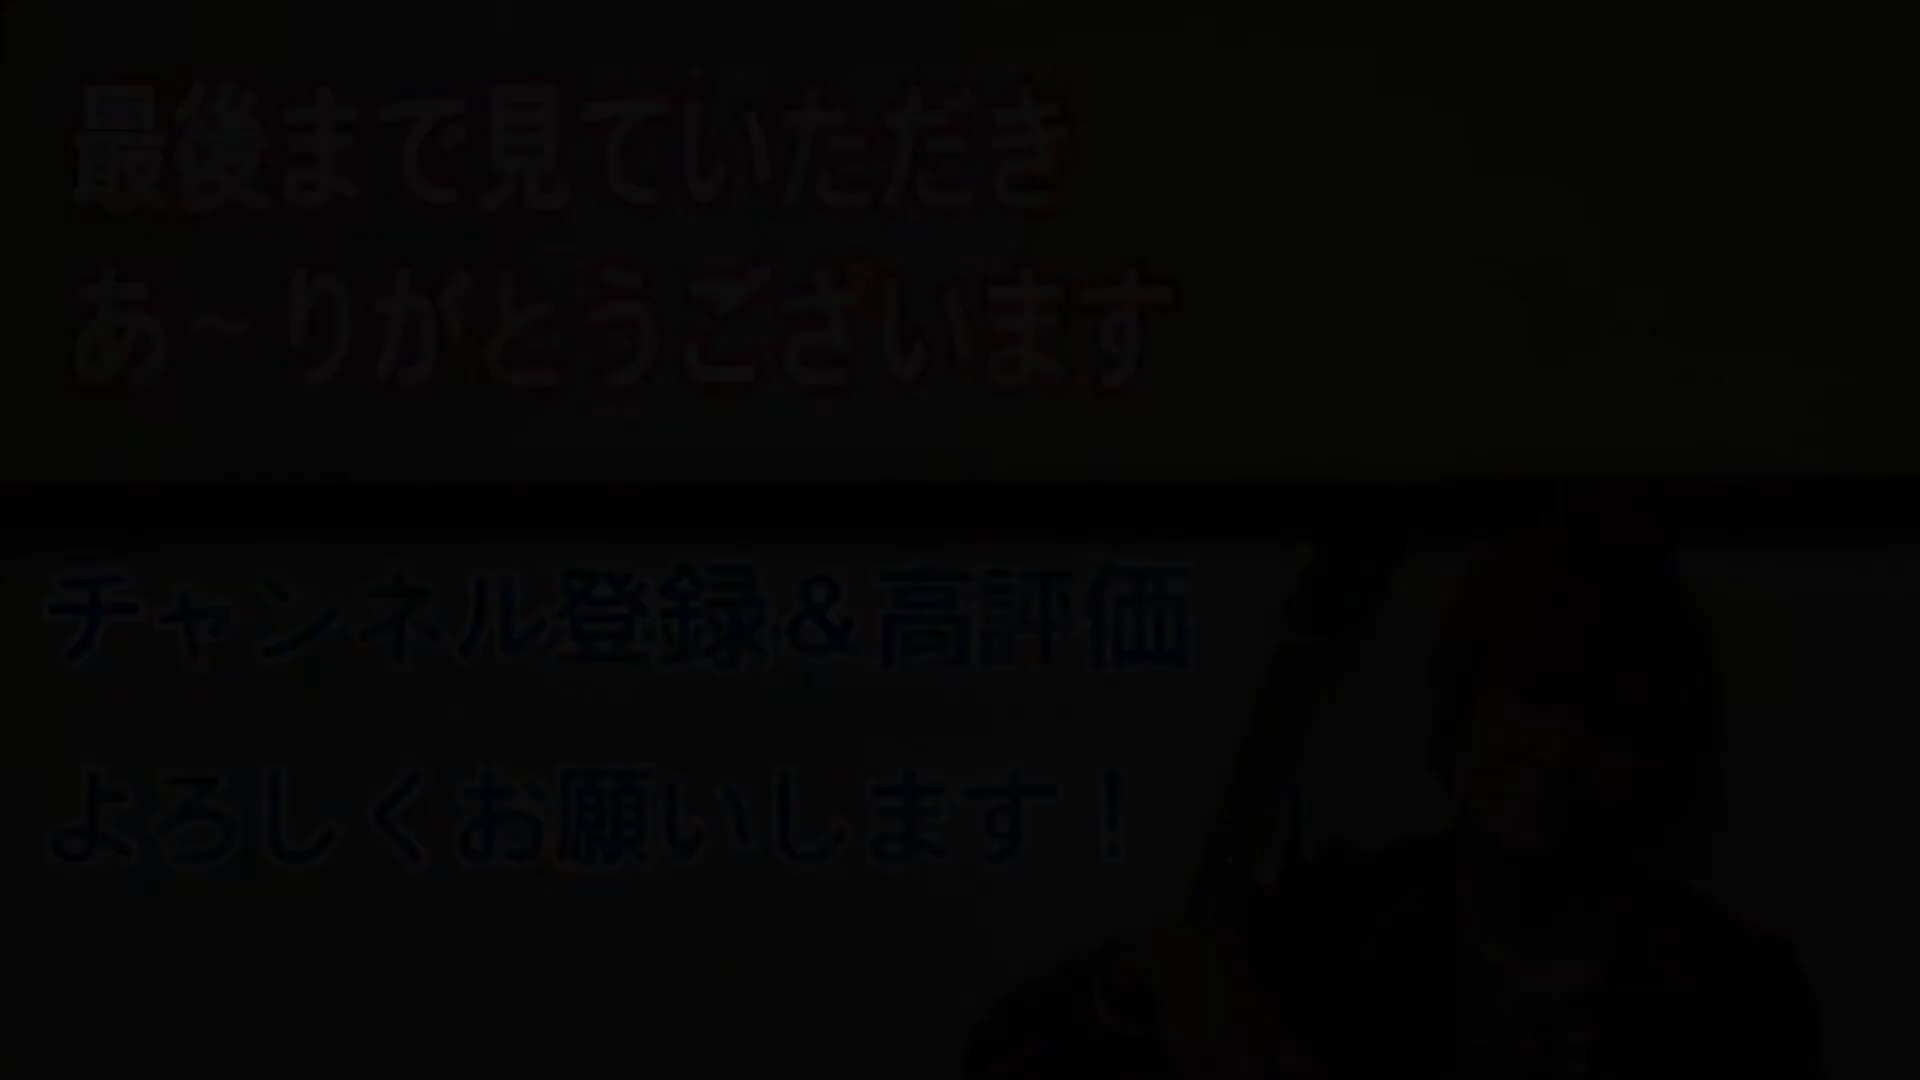 最後まで見ていただき
あ～りがとうございます
チャンネル登録＆高評価
よろしくお願いします！